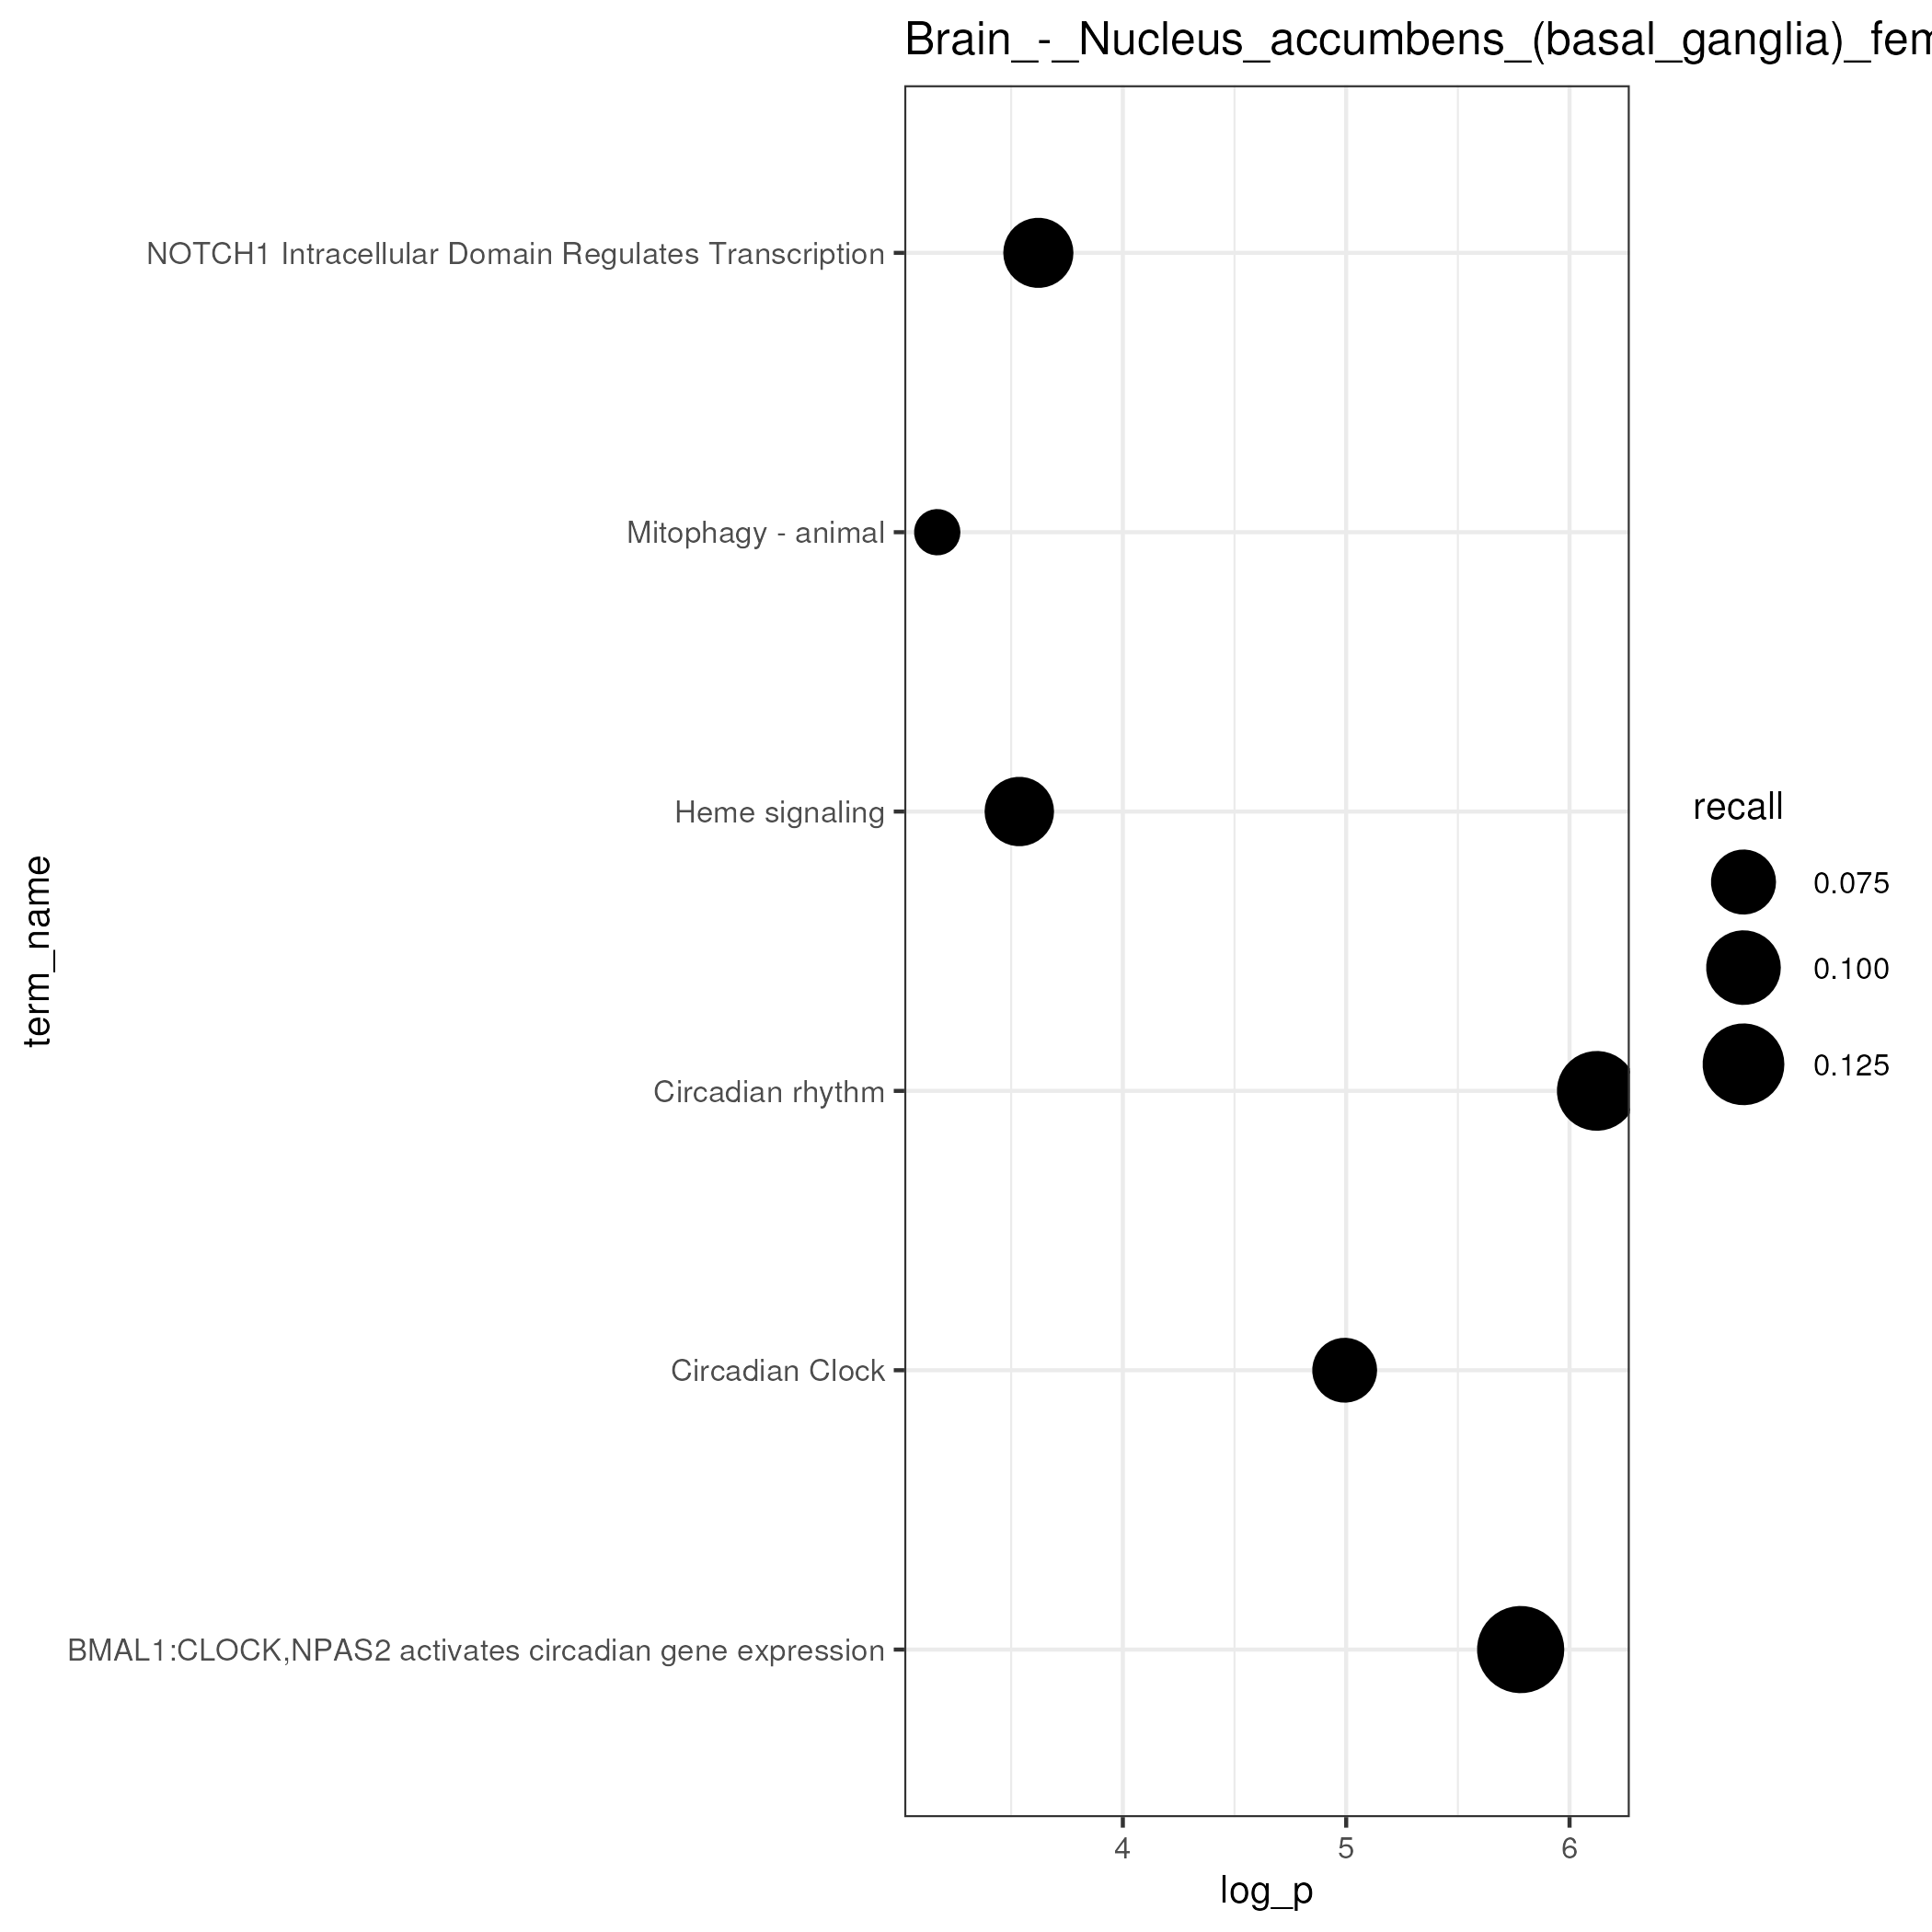 Brain_-_Nucleus_accumbens_(basal_ganglia)_fem
NOTCH1 Intracellular Domain Regulates Transcription
Mitophagy - animal
Heme signaling
Circadian rhythm
Circadian Clock
BMAL1:CLOCK,NPAS2 activates circadian gene expression
term_name
4 5 6
log_p
recall
0.075
0.100
0.125